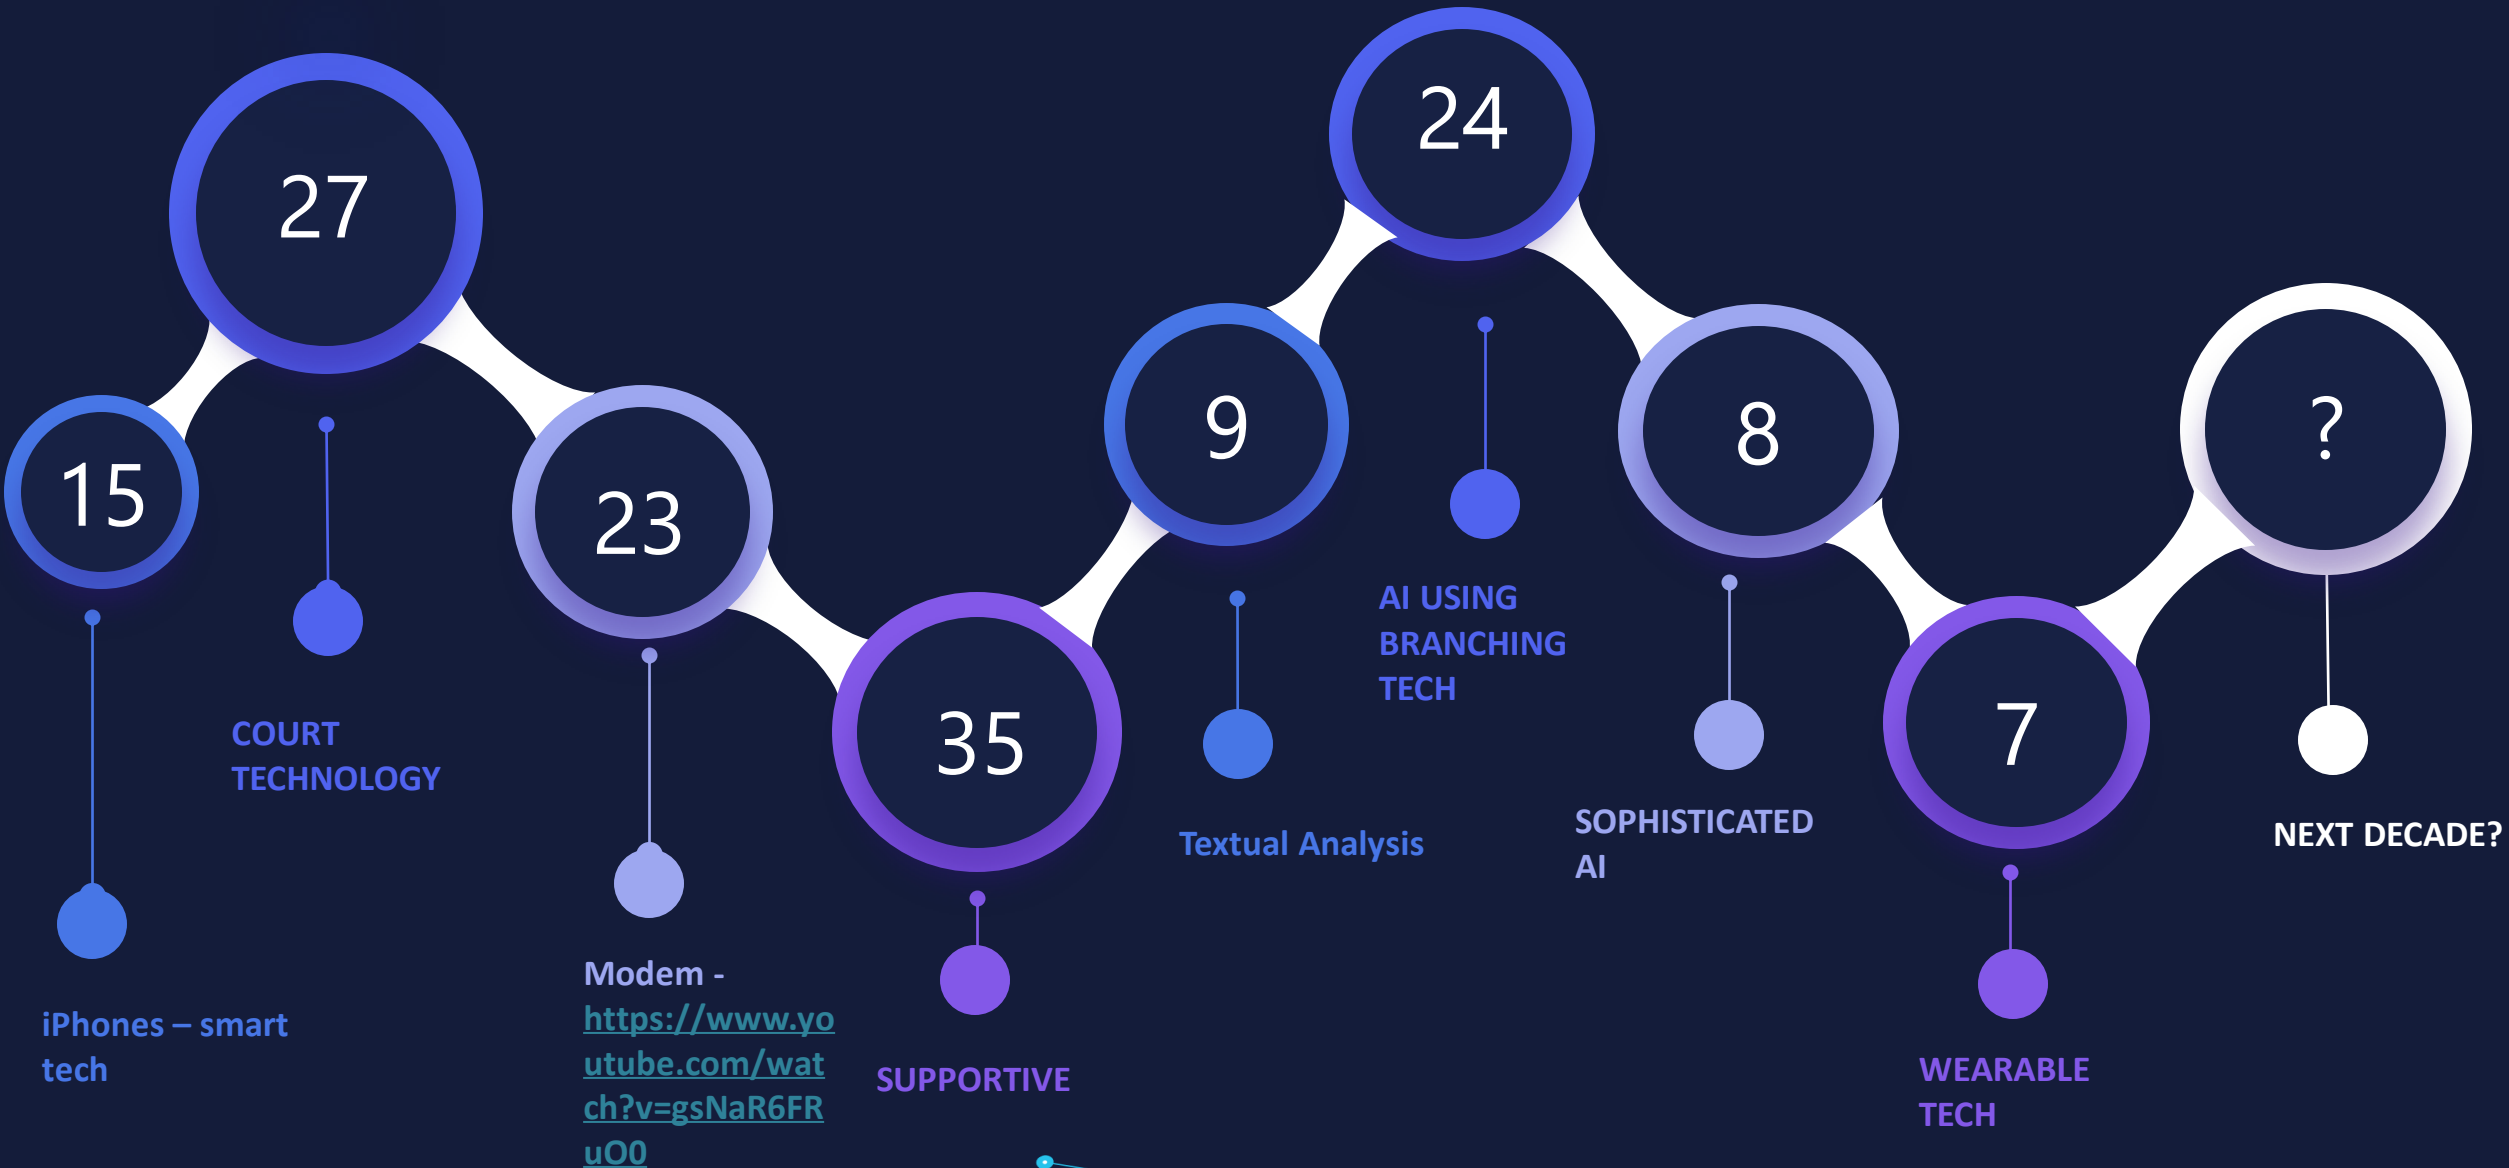 15
iPhones – smart
tech
27
COURT
TECHNOLOGY
23
Modem -
https://www.yo
utube.com/wat
ch?v=gsNaR6FR
uO0
35
SUPPORTIVE
9
Textual Analysis
24
AI USING
BRANCHING
TECH
8
SOPHISTICATED
AI
7
WEARABLE
TECH
?
NEXT DECADE?